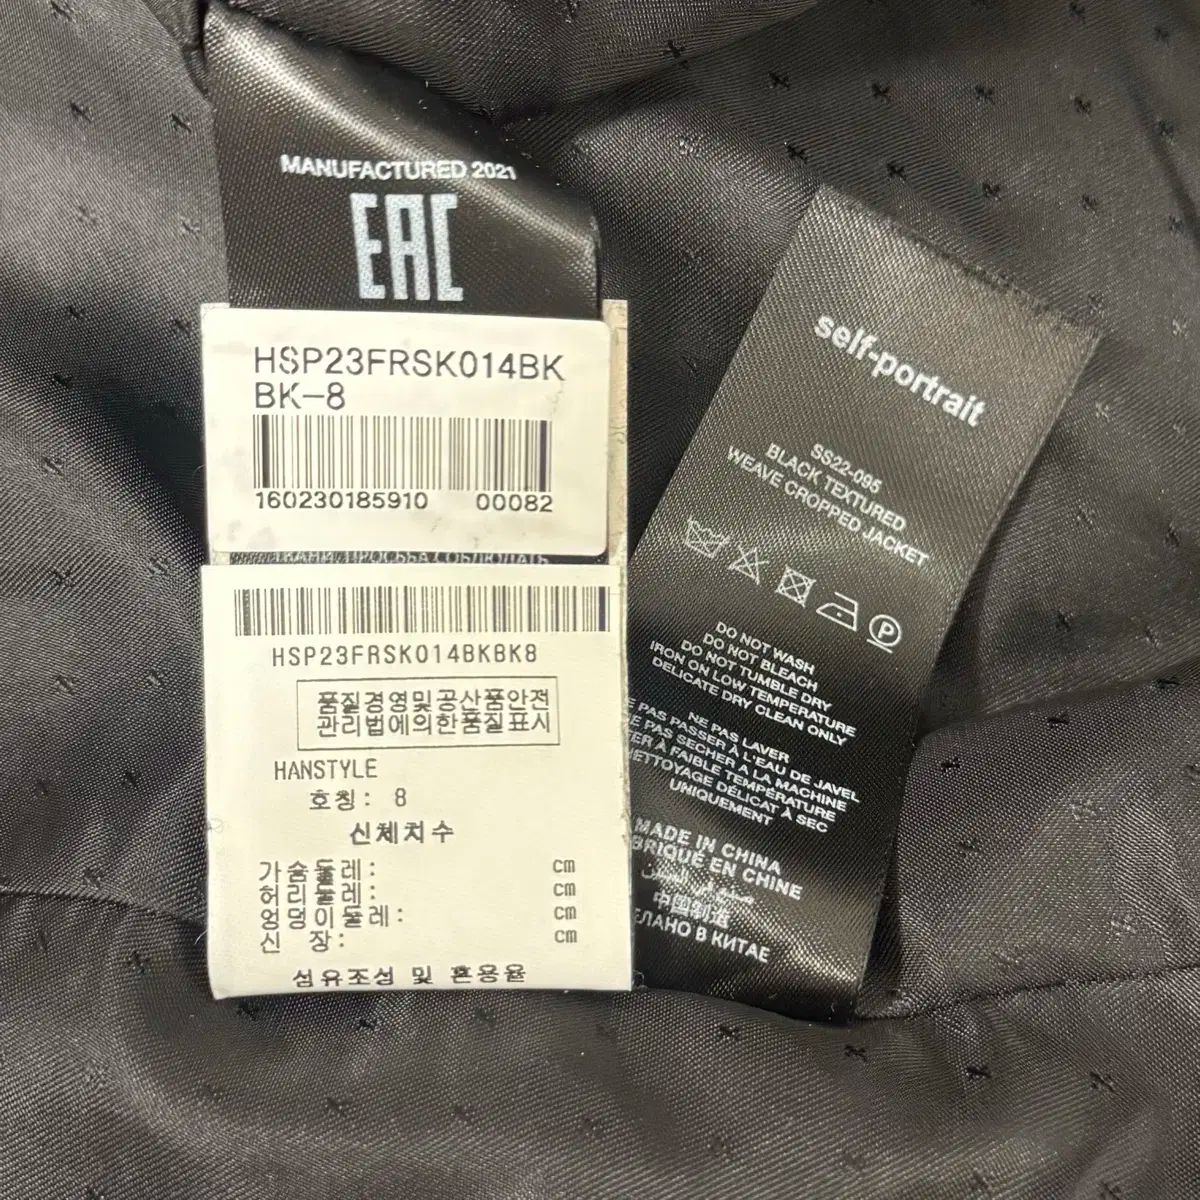 MANUFACTURED 2021
EAC
HSP23FRSK014BK
BK-8
160230185910 00082
HSP23FRSK014BKBK8
품질경영및공산품안전
관리법에의한품질표시
HANSTYLE
호칭: 8
신체치수
가슴둘레: cm
허리둘레: cm
엉덩이둘레: cm
신 장: cm
섬유조성 및 혼용율
self-portrait
SS22-095
BLACK TEXTURED
WEAVE CROPPED JACKET
P
DO NOT WASH
DO NOT BLEACH
DO NOT TUMBLE DRY
IRON ON LOW TEMPERATURE
DELICATE DRY CLEAN ONLY
NE PAS LAVER
E PAS PASSER À L'EAU DE JAVEL
E PAS SECHER À LA MACHINE
ER À FAIBLE TEMPÉRATURE
NETTOYAGE DÉLICAT À SEC
UNIQUEMENT
MADE IN CHINA
BRIQUÉ EN CHINE
صنع في الصين
中国制造
ЕЛАНО В КИТАЕ